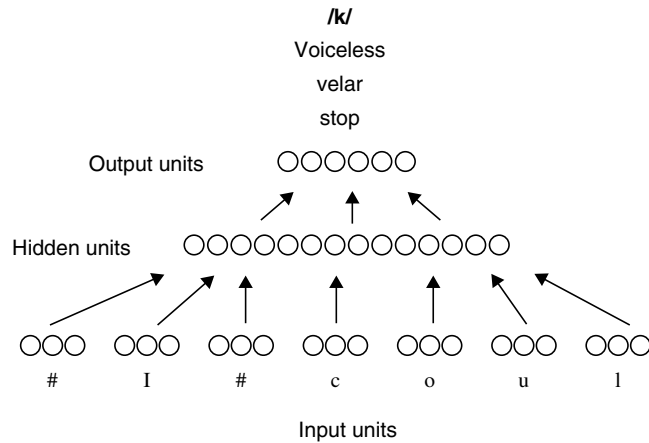 /k/
Voiceless
velar
stop
Output units
Hidden units
# I # c o u l
Input units